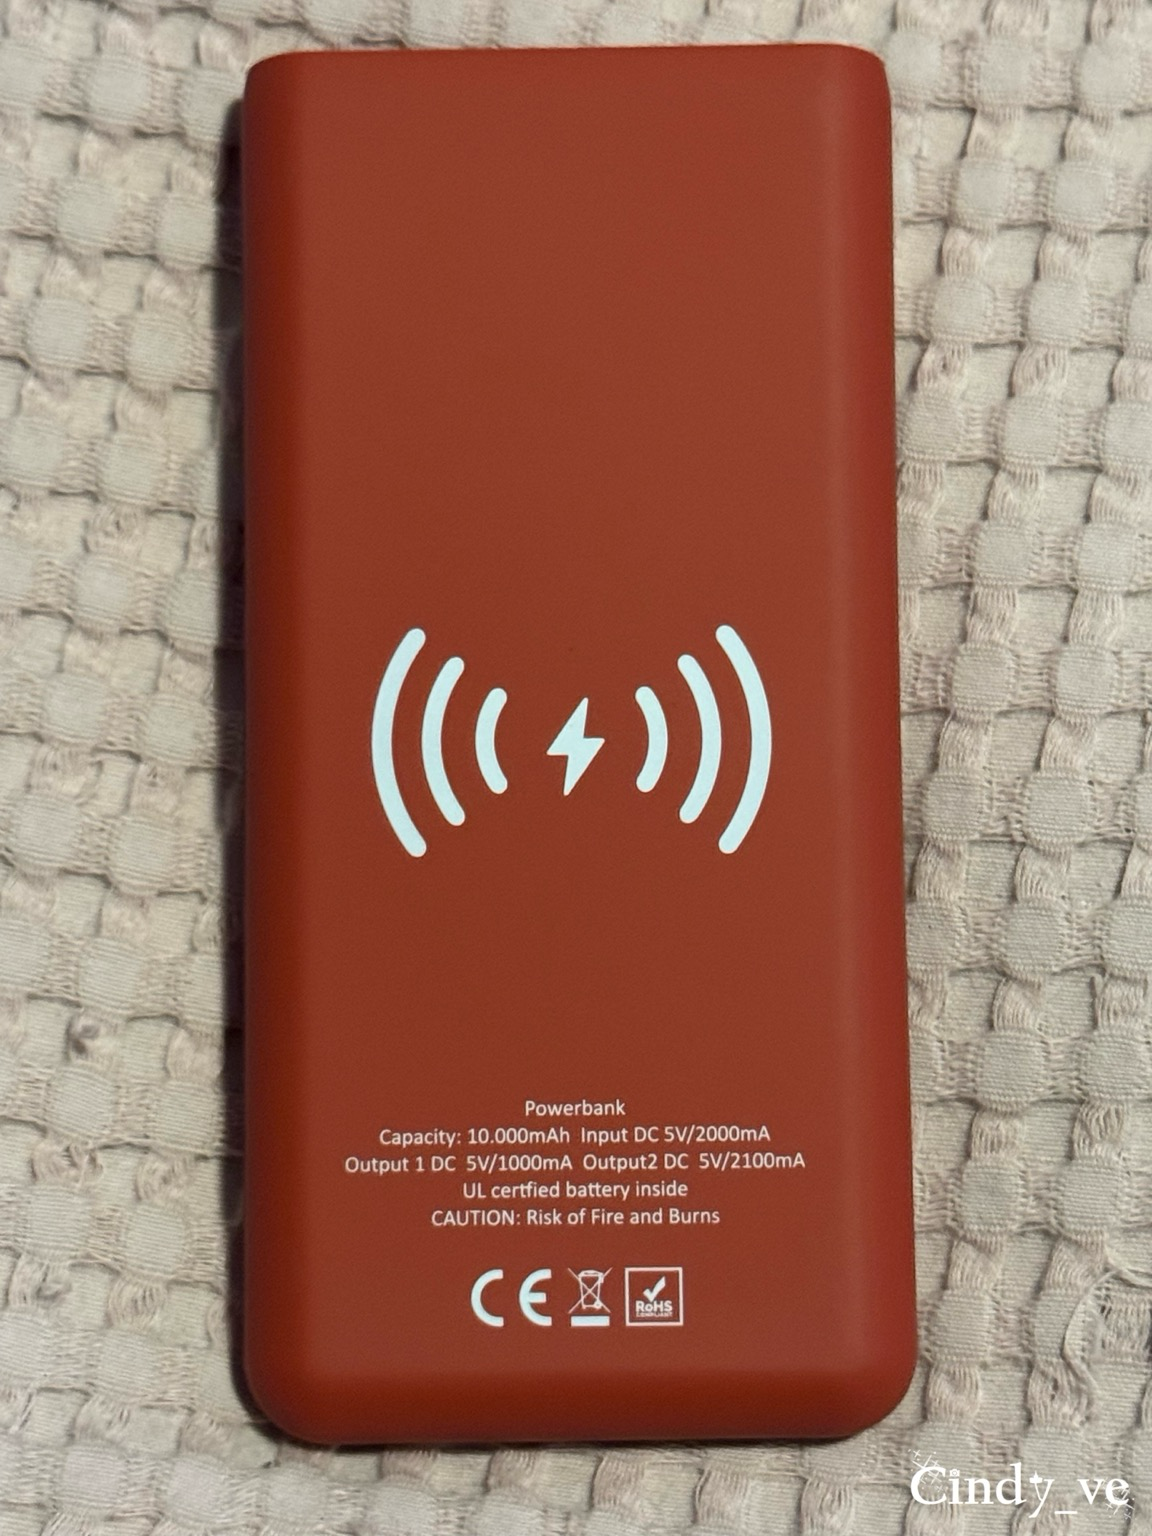 Powerbank
Capacity: 10.000mAh Input DC 5V/2000mA
Output 1 DC 5V/1000mA Output2 DC 5V/2100mA
UL certfied battery inside
CAUTION: Risk of Fire and Burns
CE
RoHS
COMPLIANT
Cindy_ve